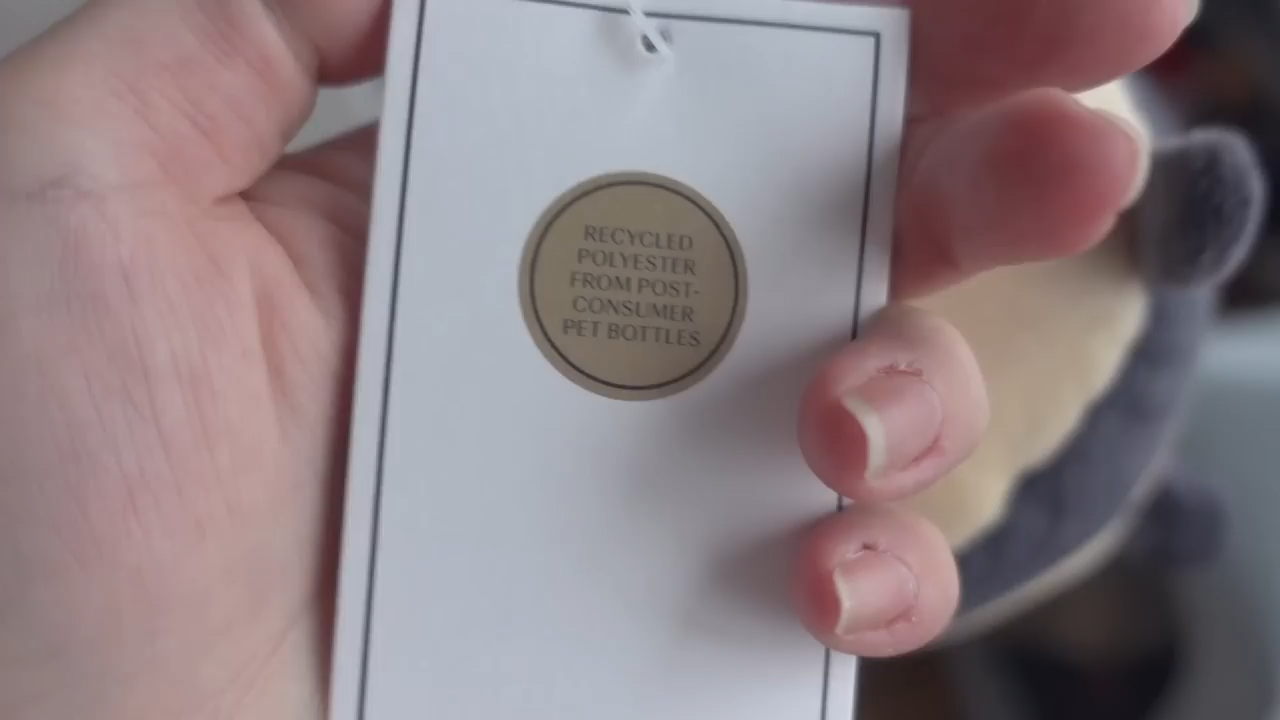 RECYCLED
POLYESTER
FROM POST-
CONSUMER
PET BOTTLES